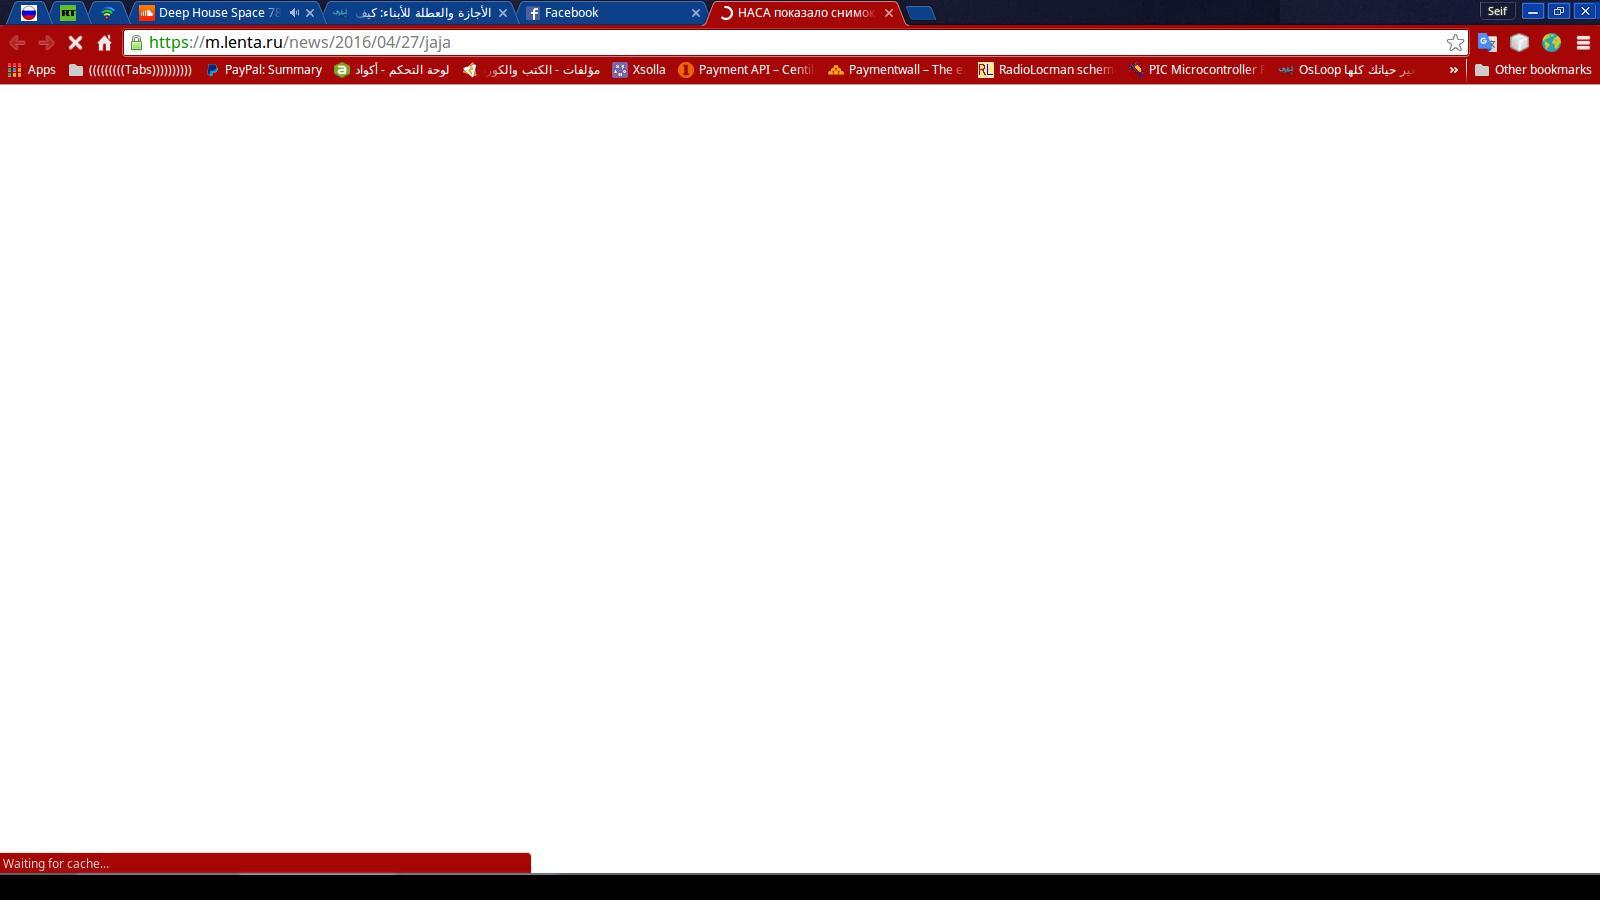 RT Deep House Space 78 الأجازة والعطلة للأبناء: كيف Facebook НАСА показало снимок Seif
https://m.lenta.ru/news/2016/04/27/jaja
Apps (((((((((Tabs)))))))))) PayPal: Summary لوحة التحكم - أكواد مؤلفات - الكتب والكور Xsolla Payment API – Centili Paymentwall – The e RadioLocman schem PIC Microcontroller OsLoop غير حياتك كلها » Other bookmarks
Waiting for cache...